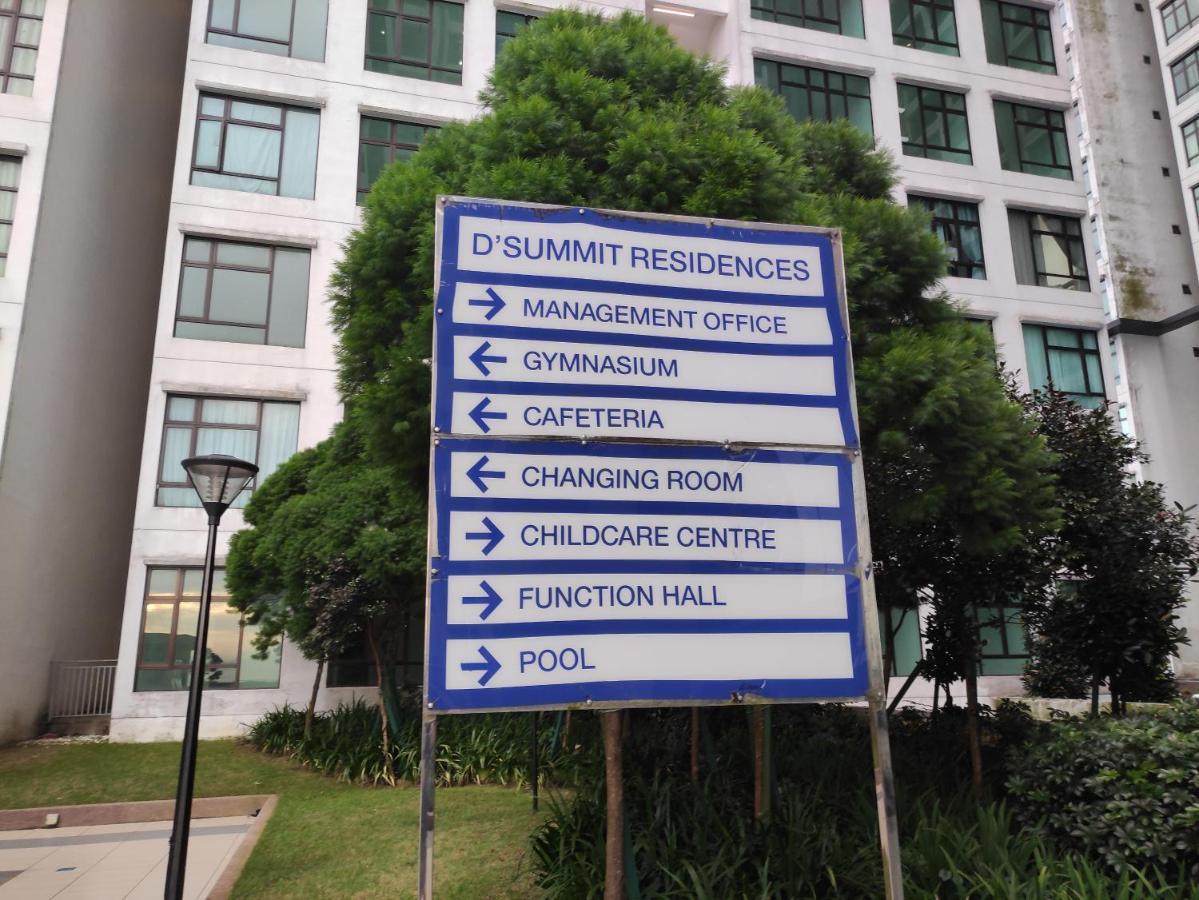 D'SUMMIT RESIDENCES
→ MANAGEMENT OFFICE
← GYMNASIUM
← CAFETERIA
← CHANGING ROOM
→ CHILDCARE CENTRE
→ FUNCTION HALL
→ POOL